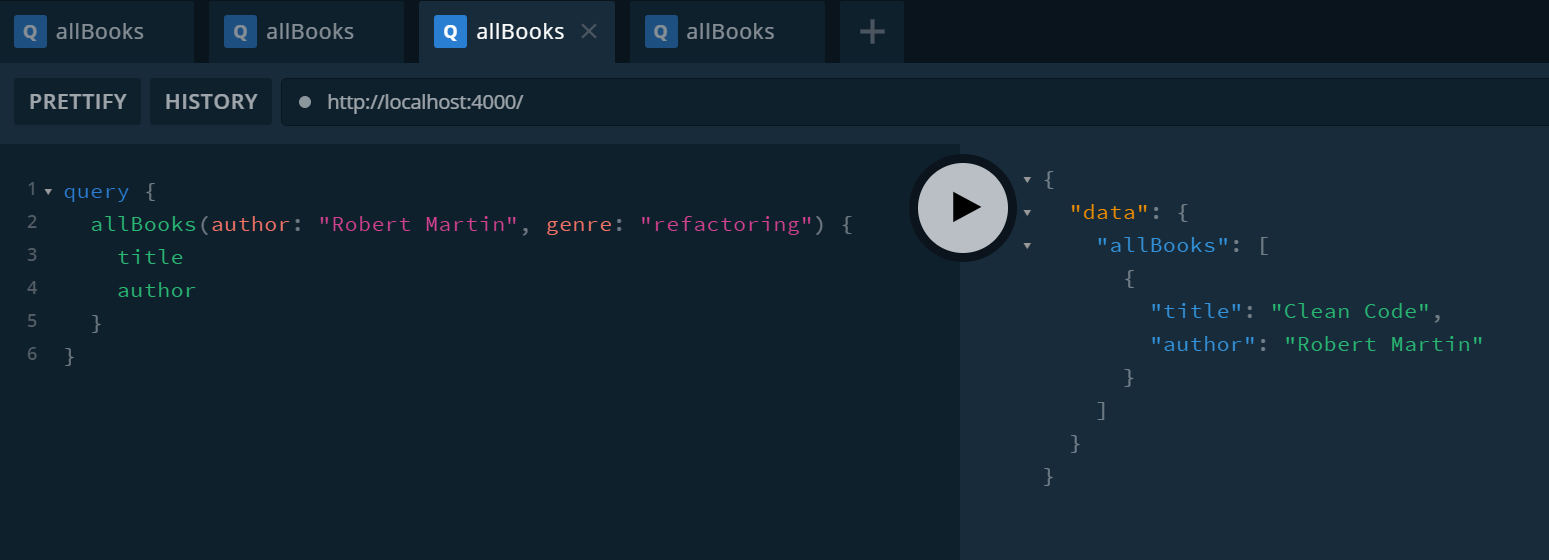 Q allBooks Q allBooks Q allBooks × Q allBooks +
PRETTIFY HISTORY http://localhost:4000/
1 query {
2 allBooks(author: "Robert Martin", genre: "refactoring") {
3 title
4 author
5 }
6 }
{
"data": {
"allBooks": [
{
"title": "Clean Code",
"author": "Robert Martin"
}
]
}
}